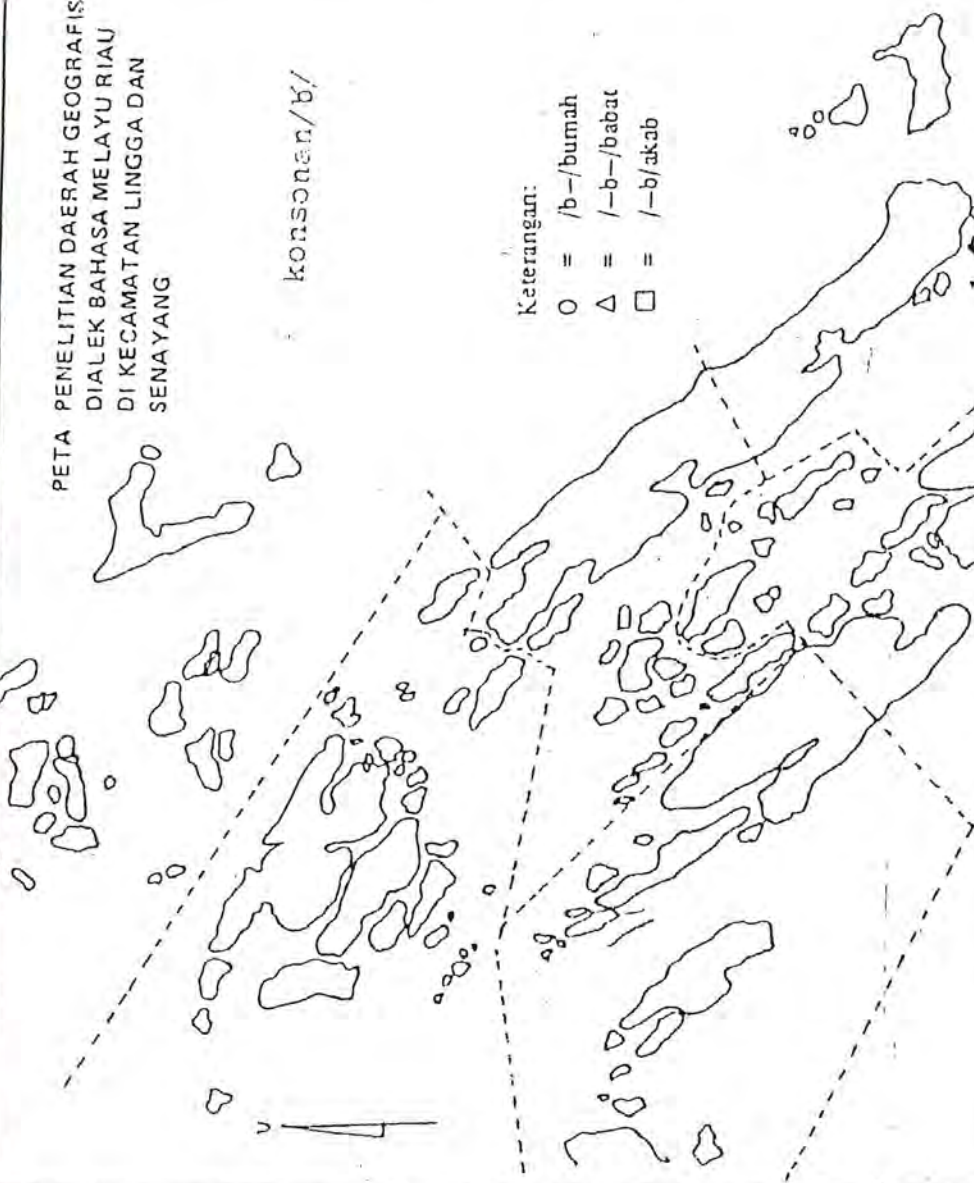 PETA PENELITIAN DAERAH GEOGRAFIS
DIALEK BAHASA MELAYU RIAU
DI KECAMATAN LINGGA DAN
SENAYANG
konsonan/b/
Keterangan:
O = /b–/bumah
△ = /–b–/babat
□ = /–b/akab
U